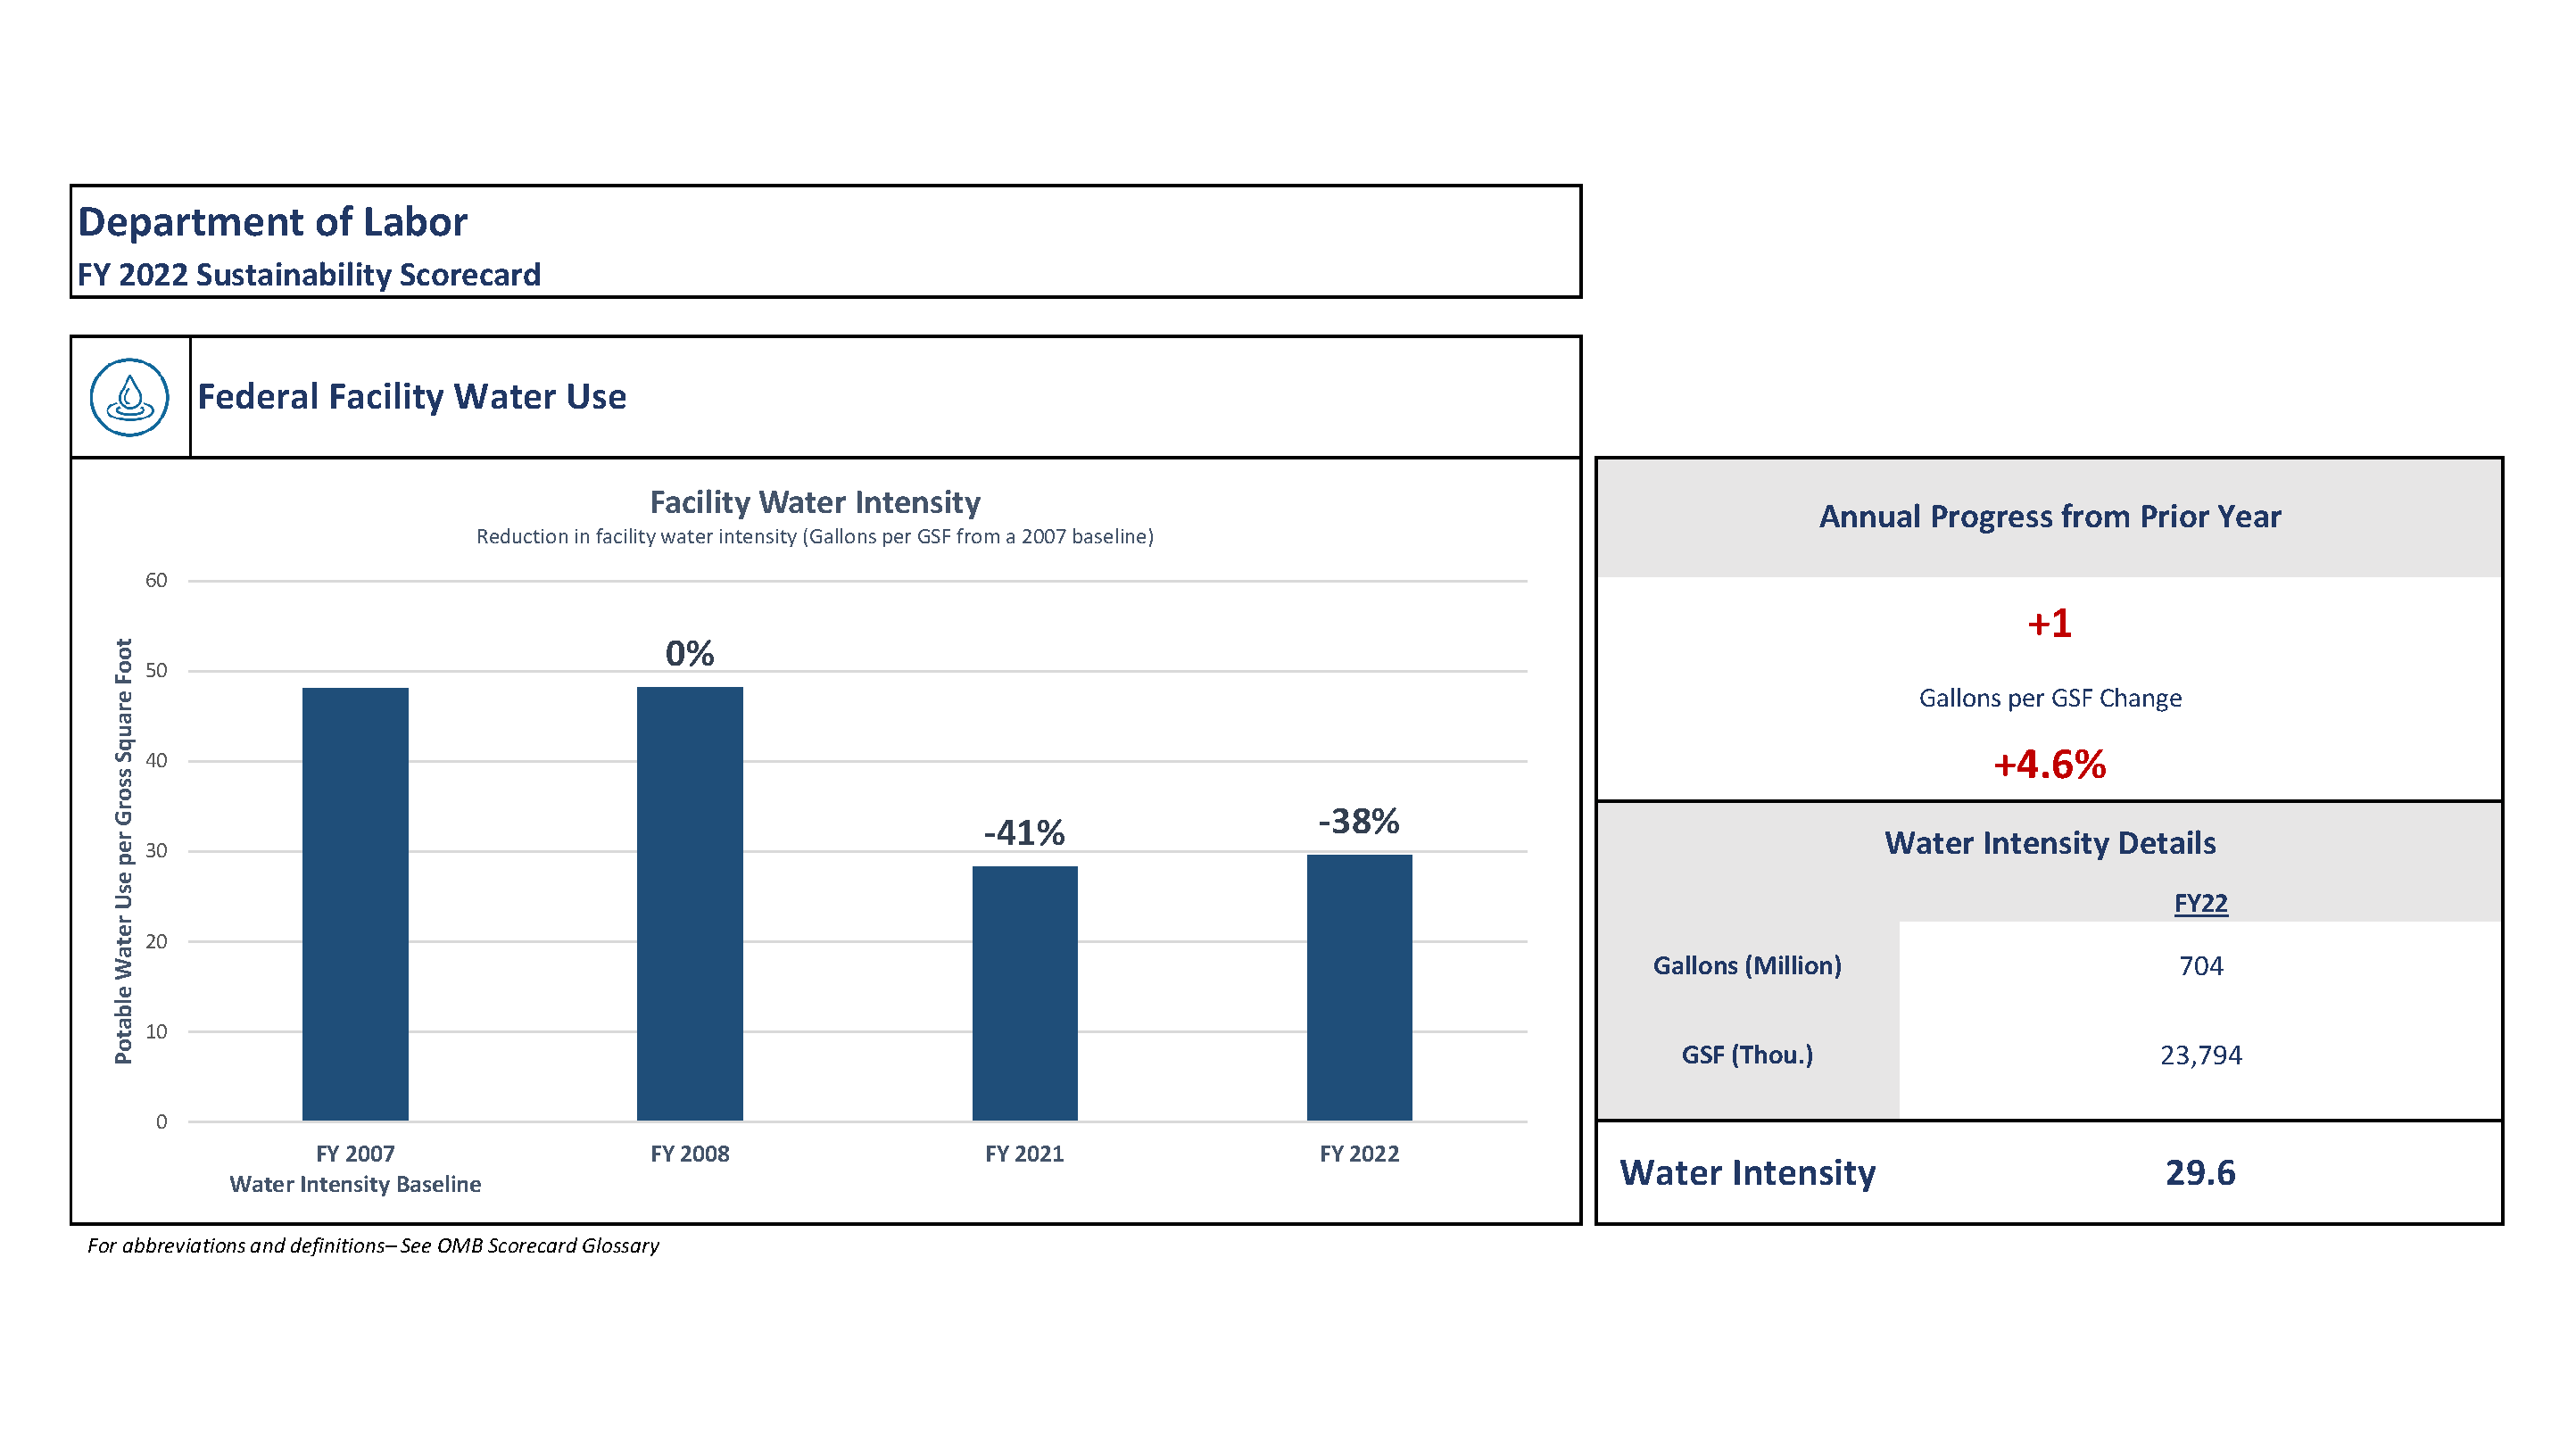 Department of Labor
FY 2022 Sustainability Scorecard
Federal Facility Water Use
Facility Water Intensity
Reduction in facility water intensity (Gallons per GSF from a 2007 baseline)
Potable Water Use per Gross Square Foot
60
50
40
30
20
10
0
0%
-41%
-38%
FY 2007
FY 2008
FY 2021
FY 2022
Water Intensity Baseline
Annual Progress from Prior Year
+1
Gallons per GSF Change
+4.6%
Water Intensity Details
FY22
Gallons (Million) 704
GSF (Thou.) 23,794
Water Intensity 29.6
For abbreviations and definitions– See OMB Scorecard Glossary